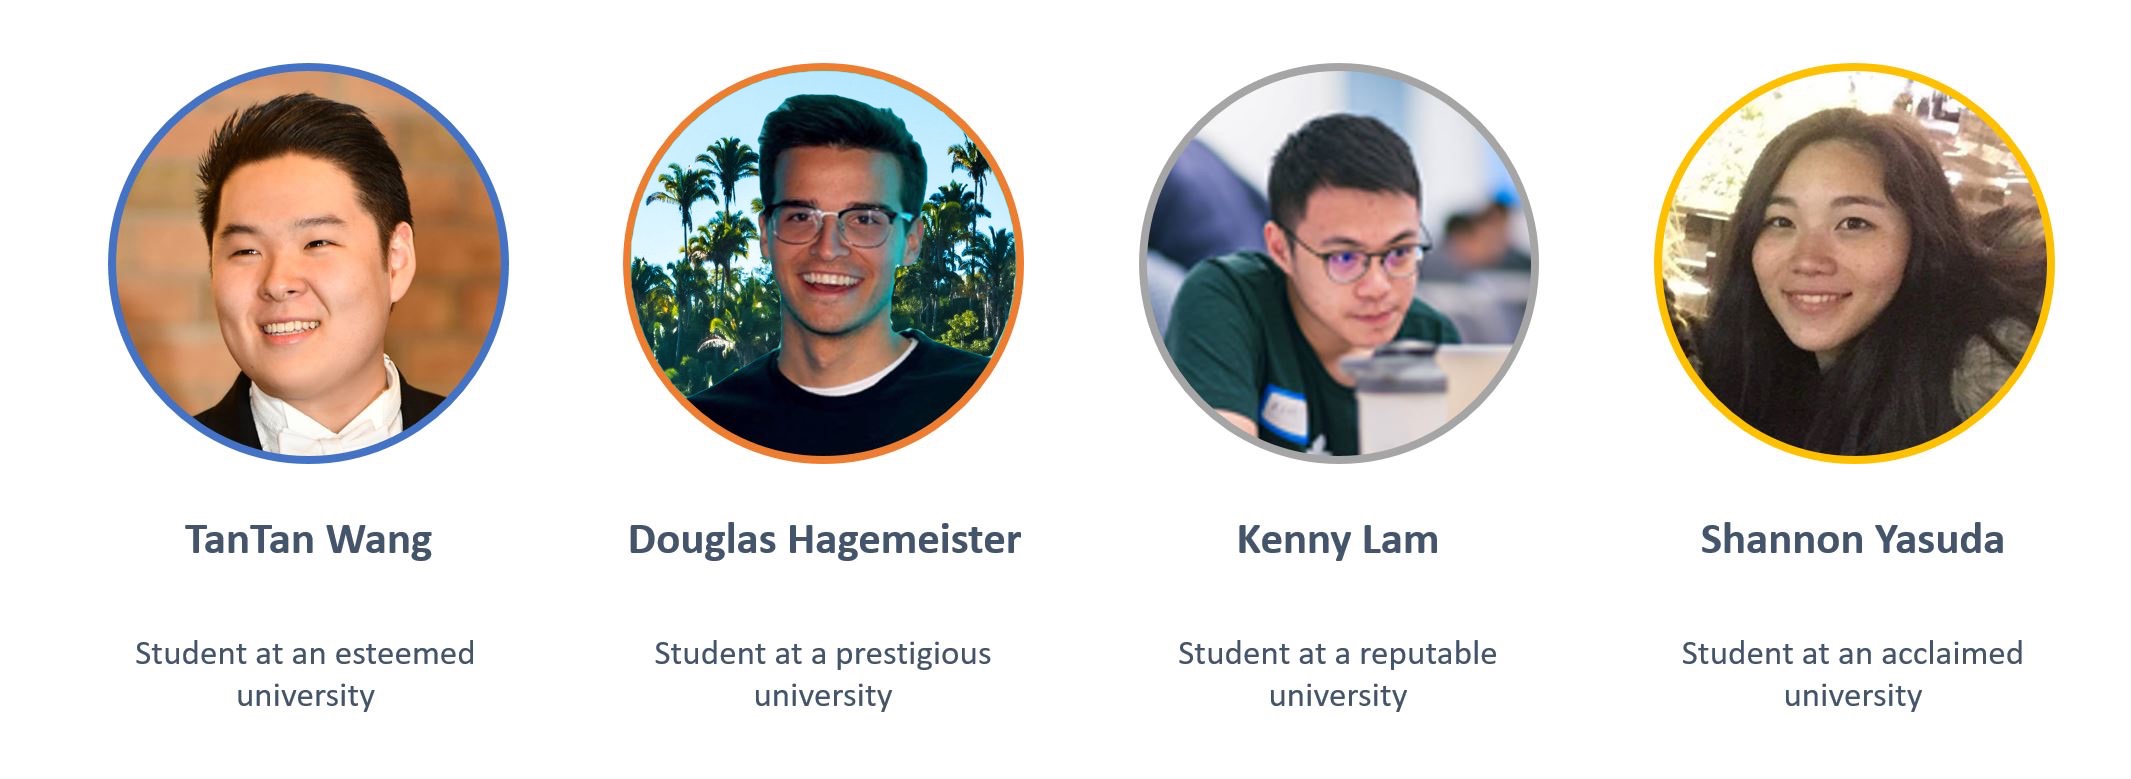 TanTan Wang
Douglas Hagemeister
Kenny Lam
Shannon Yasuda
Student at an esteemed
university
Student at a prestigious
university
Student at a reputable
university
Student at an acclaimed
university